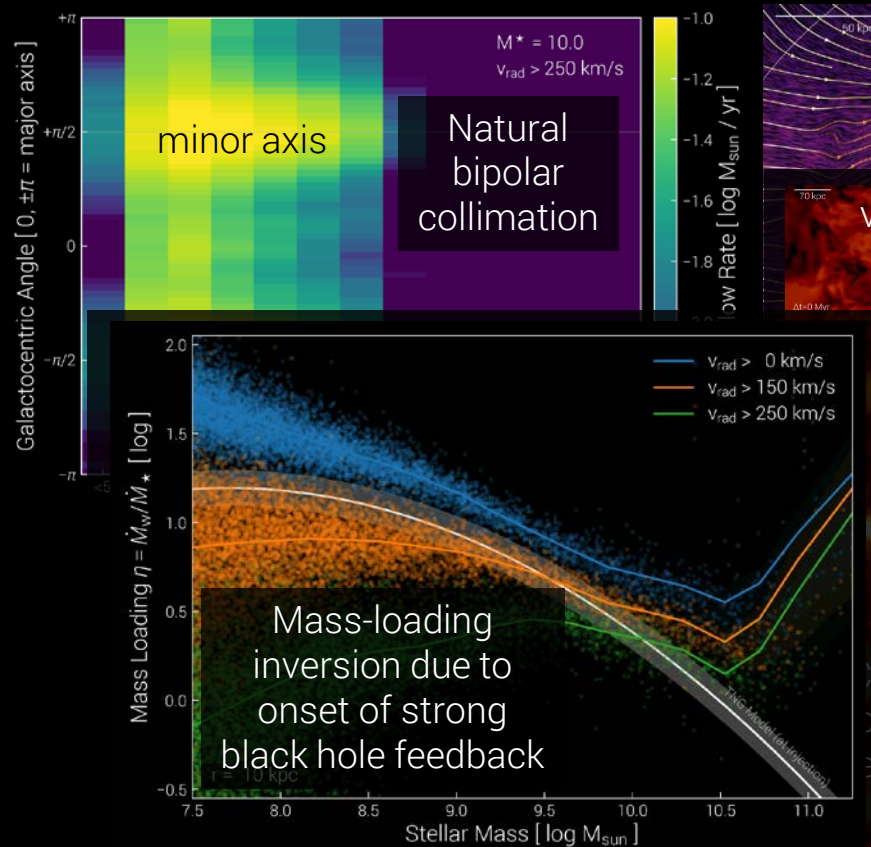 +π
+π/2
0
−π/2
−π
Galactocentric Angle [ 0, ±π = major axis ]
M★ = 10.0
v_rad > 250 km/s
minor axis
Natural
bipolar
collimation
−1.0
−1.2
−1.4
−1.6
−1.8
Rate [ log M_sun / yr ]
50 kpc
70 kpc
V
Δt=0 Myr
<5
2.0
1.5
1.0
0.5
0.0
−0.5
Mass Loading η = Ṁ_w/Ṁ_★ [log]
v_rad > 0 km/s
v_rad > 150 km/s
v_rad > 250 km/s
Mass-loading
inversion due to
onset of strong
black hole feedback
r = 10 kpc
TNG Model (at injection)
7.5 8.0 8.5 9.0 9.5 10.0 10.5 11.0
Stellar Mass [ log M_sun ]